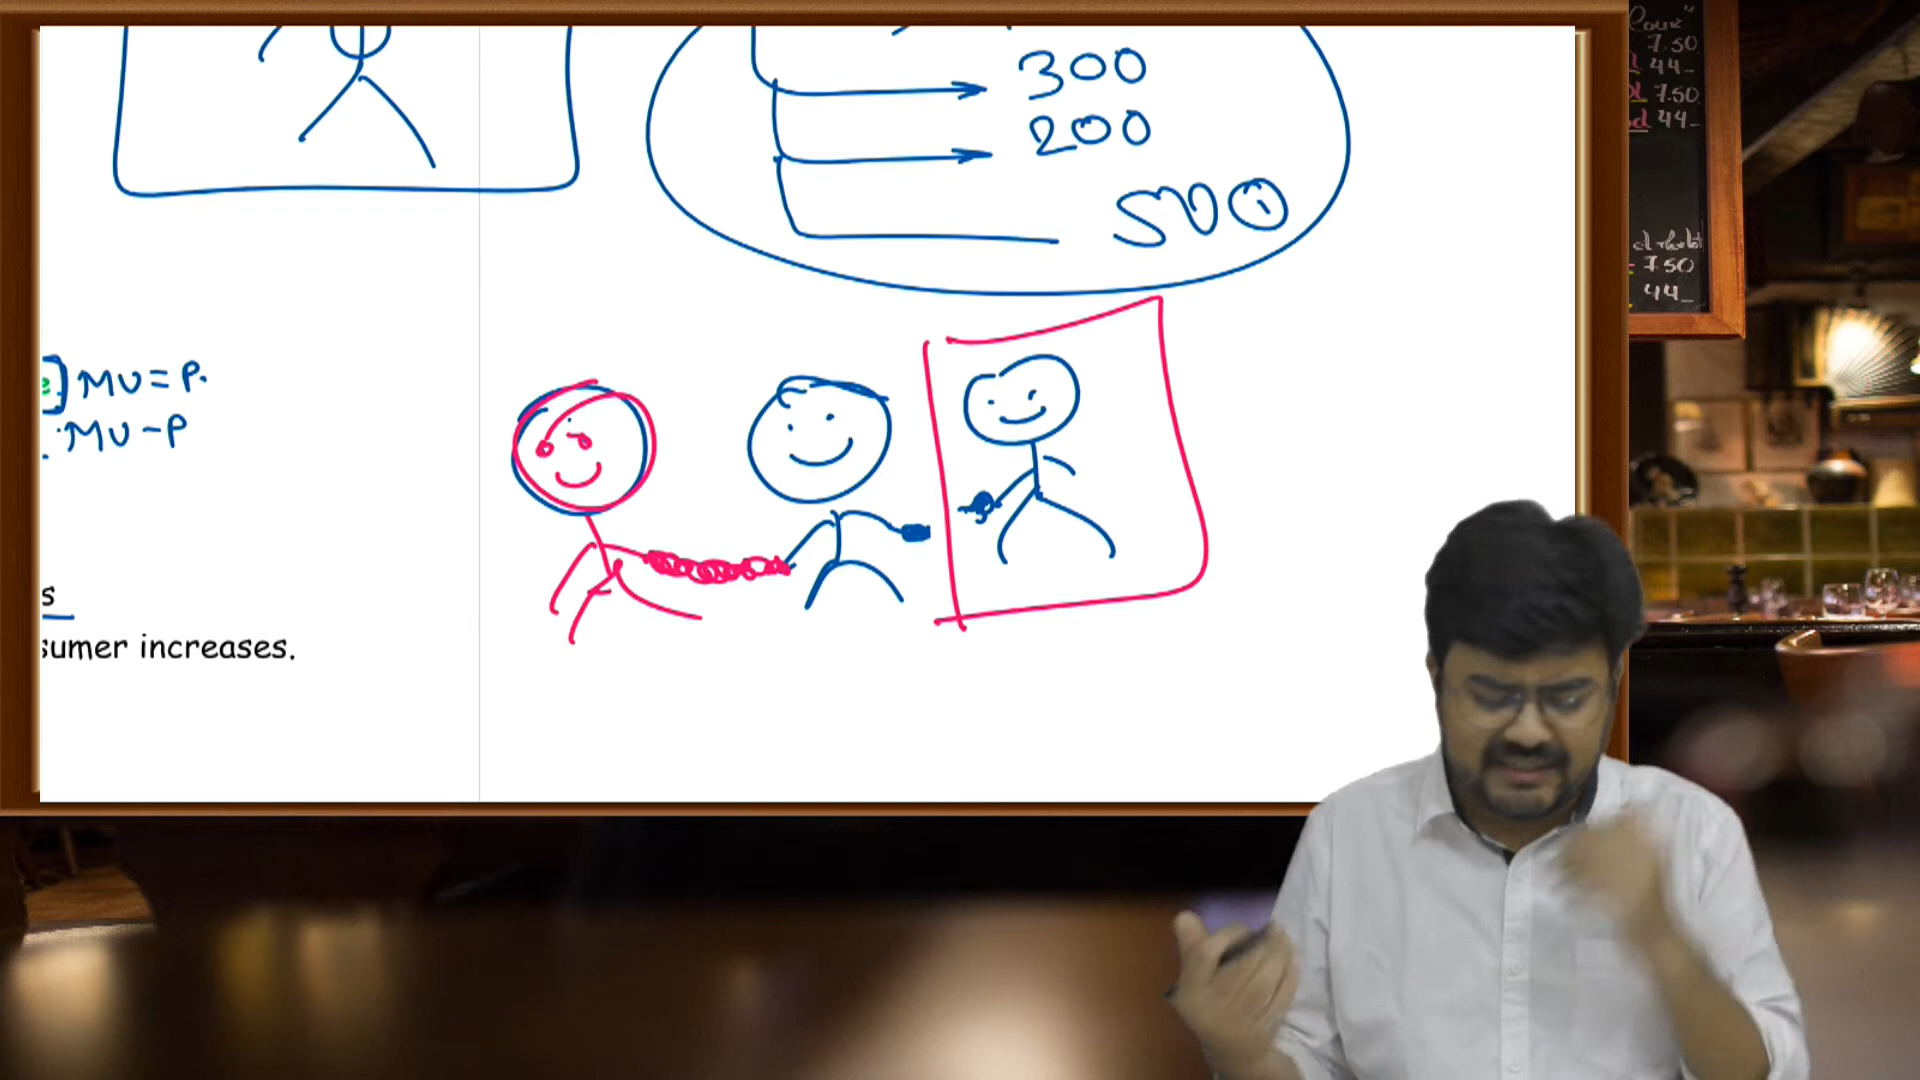 300
200
500
e] MU = P.
. MU - P
s
sumer increases.
7.50
44-
7.50
44-
7.50
44-